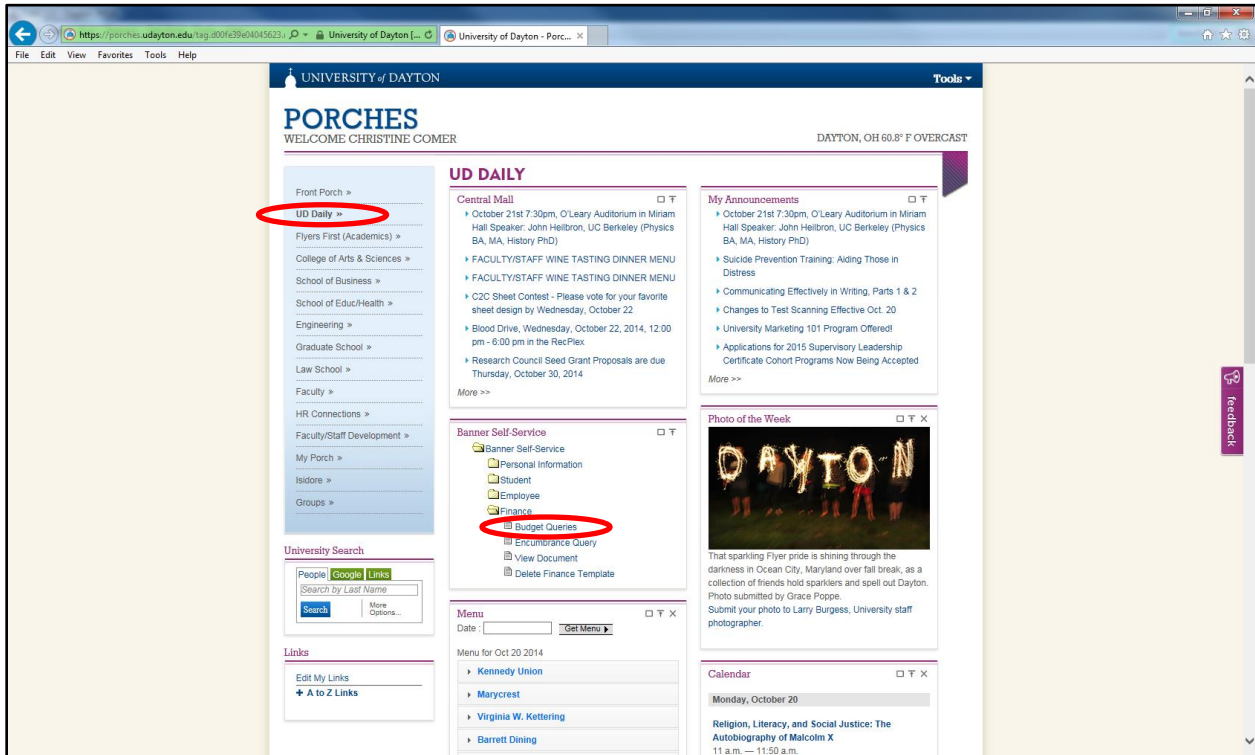 https://porches.udayton.edu/tag.d00fe39e04045623.u
University of Dayton [...
University of Dayton - Porc...
File Edit View Favorites Tools Help
UNIVERSITY of DAYTON
Tools
PORCHES
WELCOME CHRISTINE COMER
DAYTON, OH 60.8° F OVERCAST
Front Porch »
UD Daily »
Flyers First (Academics) »
College of Arts & Sciences »
School of Business »
School of Educ/Health »
Engineering »
Graduate School »
Law School »
Faculty »
HR Connections »
Faculty/Staff Development »
My Porch »
Isidore »
Groups »
University Search
People Google Links
Search by Last Name
Search
More
Options...
Links
Edit My Links
+ A to Z Links
UD DAILY
Central Mall
October 21st 7:30pm, O'Leary Auditorium in Miriam
Hall Speaker: John Heilbron, UC Berkeley (Physics
BA, MA, History PhD)
FACULTY/STAFF WINE TASTING DINNER MENU
FACULTY/STAFF WINE TASTING DINNER MENU
C2C Sheet Contest - Please vote for your favorite
sheet design by Wednesday, October 22
Blood Drive, Wednesday, October 22, 2014, 12:00
pm - 6:00 pm in the RecPlex
Research Council Seed Grant Proposals are due
Thursday, October 30, 2014
More >>
Banner Self-Service
Banner Self-Service
Personal Information
Student
Employee
Finance
Budget Queries
Encumbrance Query
View Document
Delete Finance Template
Menu
Date :
Get Menu
Menu for Oct 20 2014
Kennedy Union
Marycrest
Virginia W. Kettering
Barrett Dining
My Announcements
October 21st 7:30pm, O'Leary Auditorium in Miriam
Hall Speaker: John Heilbron, UC Berkeley (Physics
BA, MA, History PhD)
Suicide Prevention Training: Aiding Those in
Distress
Communicating Effectively in Writing, Parts 1 & 2
Changes to Test Scanning Effective Oct. 20
University Marketing 101 Program Offered!
Applications for 2015 Supervisory Leadership
Certificate Cohort Programs Now Being Accepted
More >>
Photo of the Week
DAYTON
That sparkling Flyer pride is shining through the
darkness in Ocean City, Maryland over fall break, as a
collection of friends hold sparklers and spell out Dayton.
Photo submitted by Grace Poppe.
Submit your photo to Larry Burgess, University staff
photographer.
Calendar
Monday, October 20
Religion, Literacy, and Social Justice: The
Autobiography of Malcolm X
11 a.m. — 11:50 a.m.
feedback